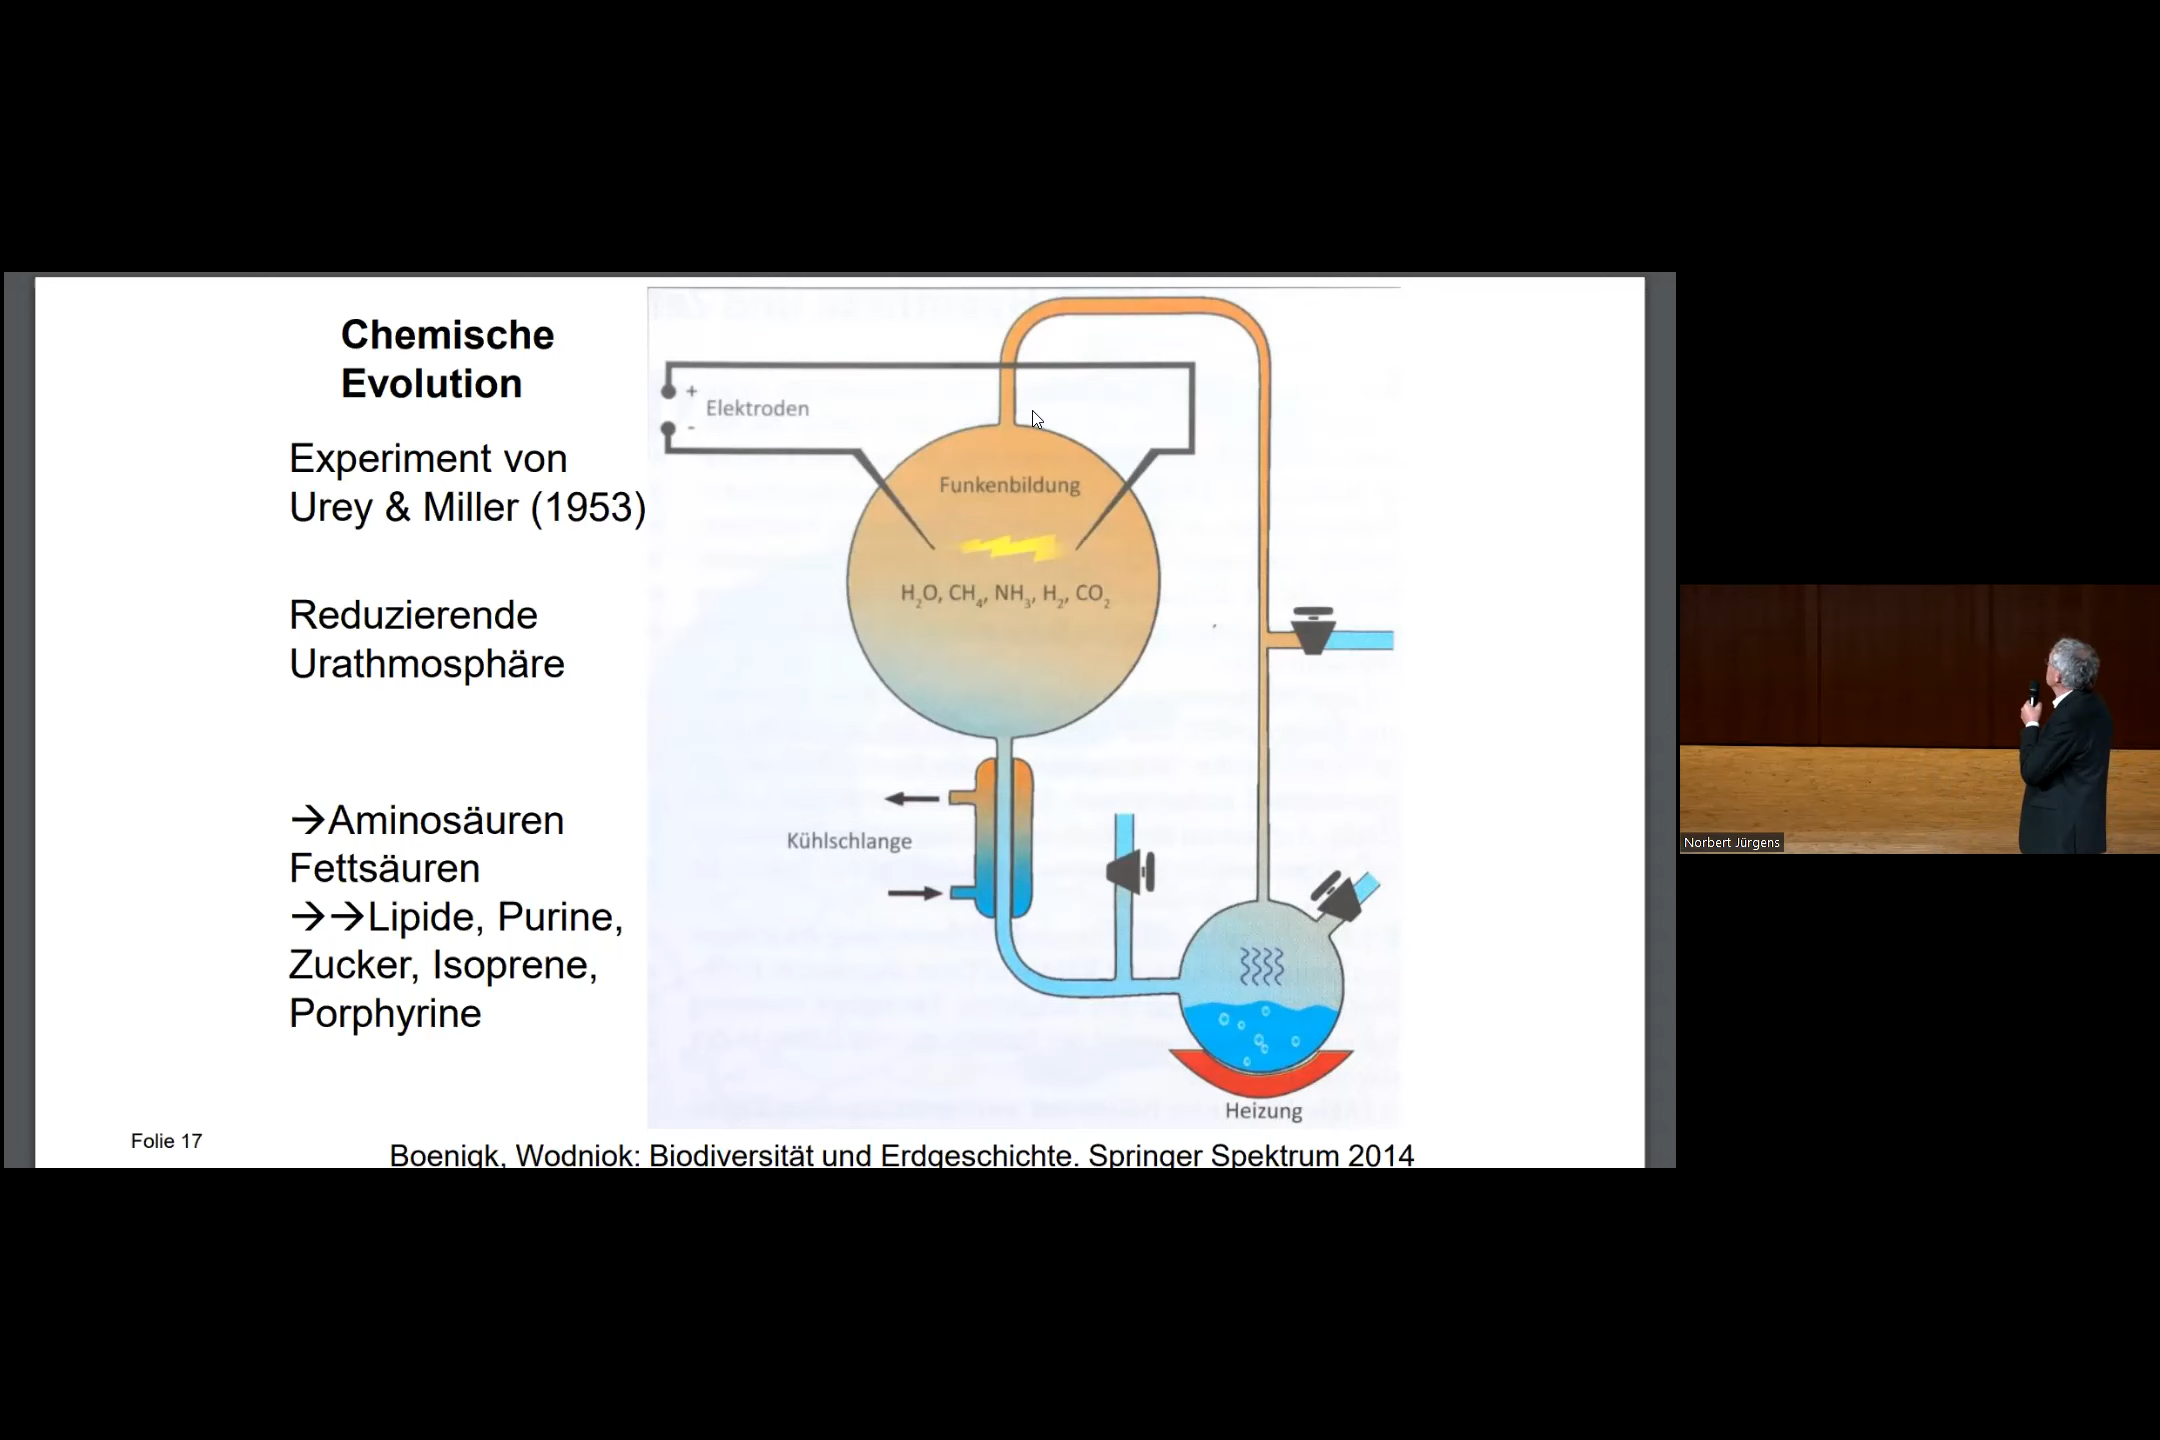 Chemische
Evolution
Experiment von
Urey & Miller (1953)
Reduzierende
Urathmosphäre
→Aminosäuren
Fettsäuren
→→Lipide, Purine,
Zucker, Isoprene,
Porphyrine
Folie 17
+
Elektroden
-
Funkenbildung
H₂O, CH₄, NH₃, H₂, CO₂
Kühlschlange
Heizung
Boenigk, Wodniok: Biodiversität und Erdgeschichte. Springer Spektrum 2014
Norbert Jürgens